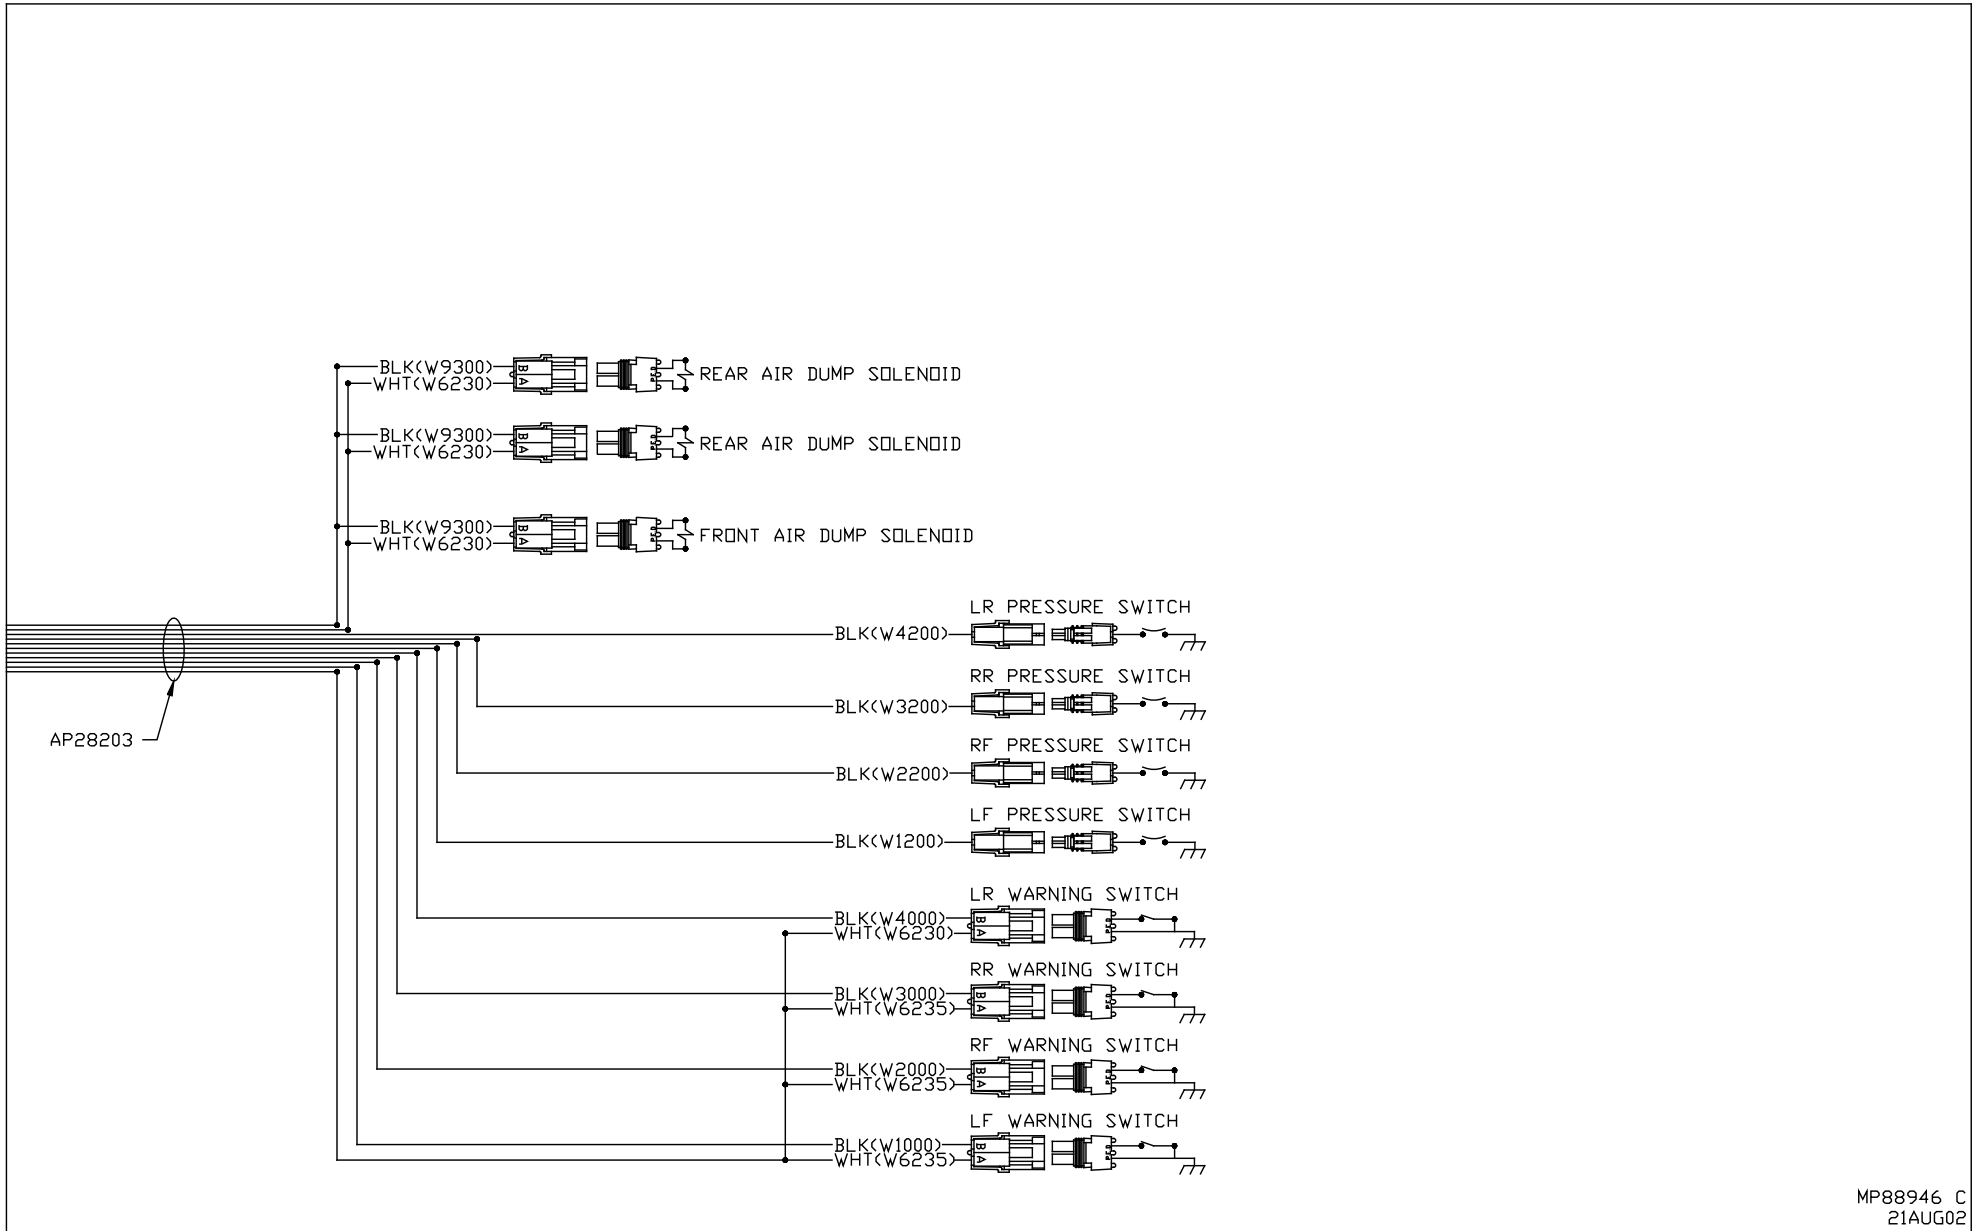 BLK(W9300)
WHT(W6230)
B
A
REAR AIR DUMP SOLENOID
BLK(W9300)
WHT(W6230)
B
A
REAR AIR DUMP SOLENOID
BLK(W9300)
WHT(W6230)
B
A
FRONT AIR DUMP SOLENOID
AP28203
LR PRESSURE SWITCH
BLK(W4200)
RR PRESSURE SWITCH
BLK(W3200)
RF PRESSURE SWITCH
BLK(W2200)
LF PRESSURE SWITCH
BLK(W1200)
LR WARNING SWITCH
BLK(W4000)
WHT(W6230)
B
A
RR WARNING SWITCH
BLK(W3000)
WHT(W6235)
B
A
RF WARNING SWITCH
BLK(W2000)
WHT(W6235)
B
A
LF WARNING SWITCH
BLK(W1000)
WHT(W6235)
B
A
MP88946 C
21AUG02